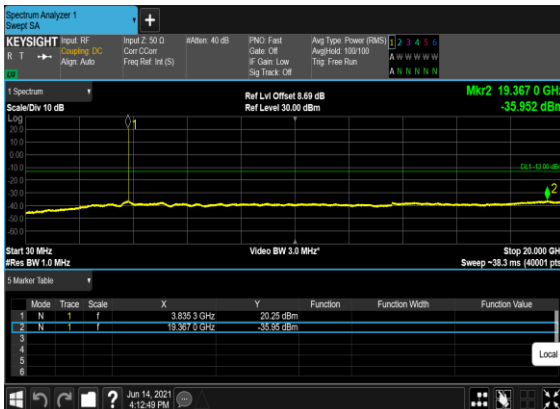 Spectrum Analyzer 1
Swept SA
KEYSIGHT Input: RF Input Z: 50 Ω #Atten: 40 dB PNO: Fast Avg Type: Power (RMS) 1 2 3 4 5 6
R T Coupling: DC Corr CCorr Gate: Off Avg|Hold: 100/100 A W W W W W
Align: Auto Freq Ref: Int (S) IF Gain: Low Trig: Free Run
Sig Track: Off A N N N N N
1 Spectrum Ref Lvl Offset 8.69 dB Mkr2 19.367 0 GHz
Scale/Div 10 dB Ref Level 30.00 dBm -35.952 dBm
Log
20.0
10.0
0.00
-10.0
-20.0
-30.0
-40.0
-50.0
-60.0
1
DL1 -13.00 dBm
2
Start 30 MHz Video BW 3.0 MHz* Stop 20.000 GH
#Res BW 1.0 MHz Sweep ~38.3 ms (40001 pts
5 Marker Table
Mode Trace Scale X Y Function Function Width Function Value
1 N 1 f 3.835 3 GHz 20.25 dBm
2 N 1 f 19.367 0 GHz -35.95 dBm
3
4
5
6
Local
? Jun 14, 2021
4:12:49 PM